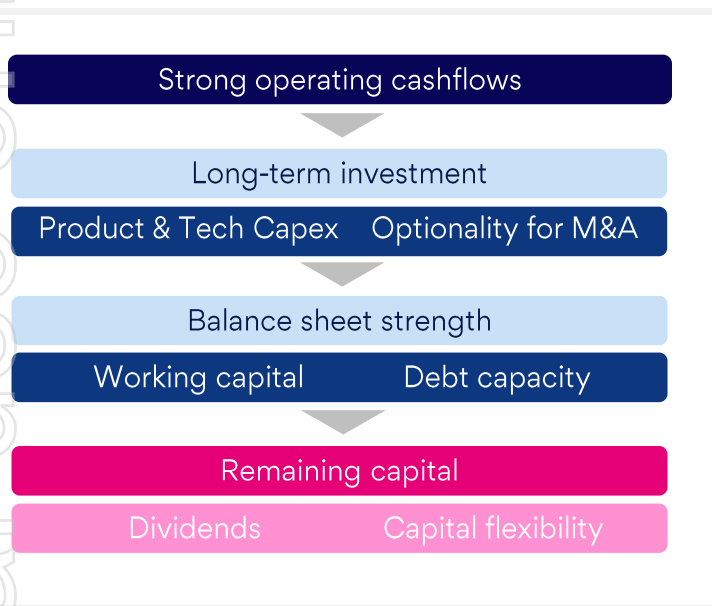 Strong operating cashflows
Long-term investment
Product & Tech Capex Optionality for M&A
Balance sheet strength
Working capital Debt capacity
Remaining capital
Dividends Capital flexibility